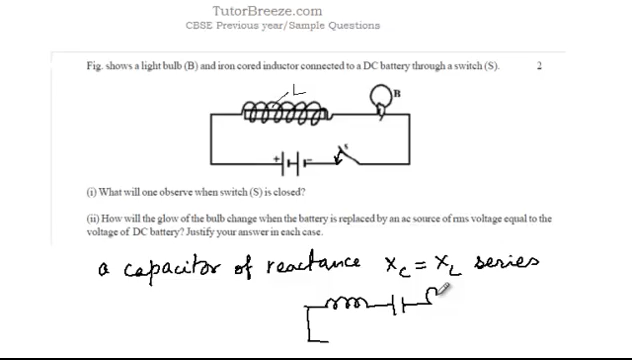 TutorBreeze.com
CBSE Previous year/Sample Questions
Fig. shows a light bulb (B) and iron cored inductor connected to a DC battery through a switch (S). 2
L
B
s
+ -
(i) What will one observe when switch (S) is closed?
(ii) How will the glow of the bulb change when the battery is replaced by an ac source of rms voltage equal to the
voltage of DC battery? Justify your answer in each case.
a capacitor of reactance Xc = XL series